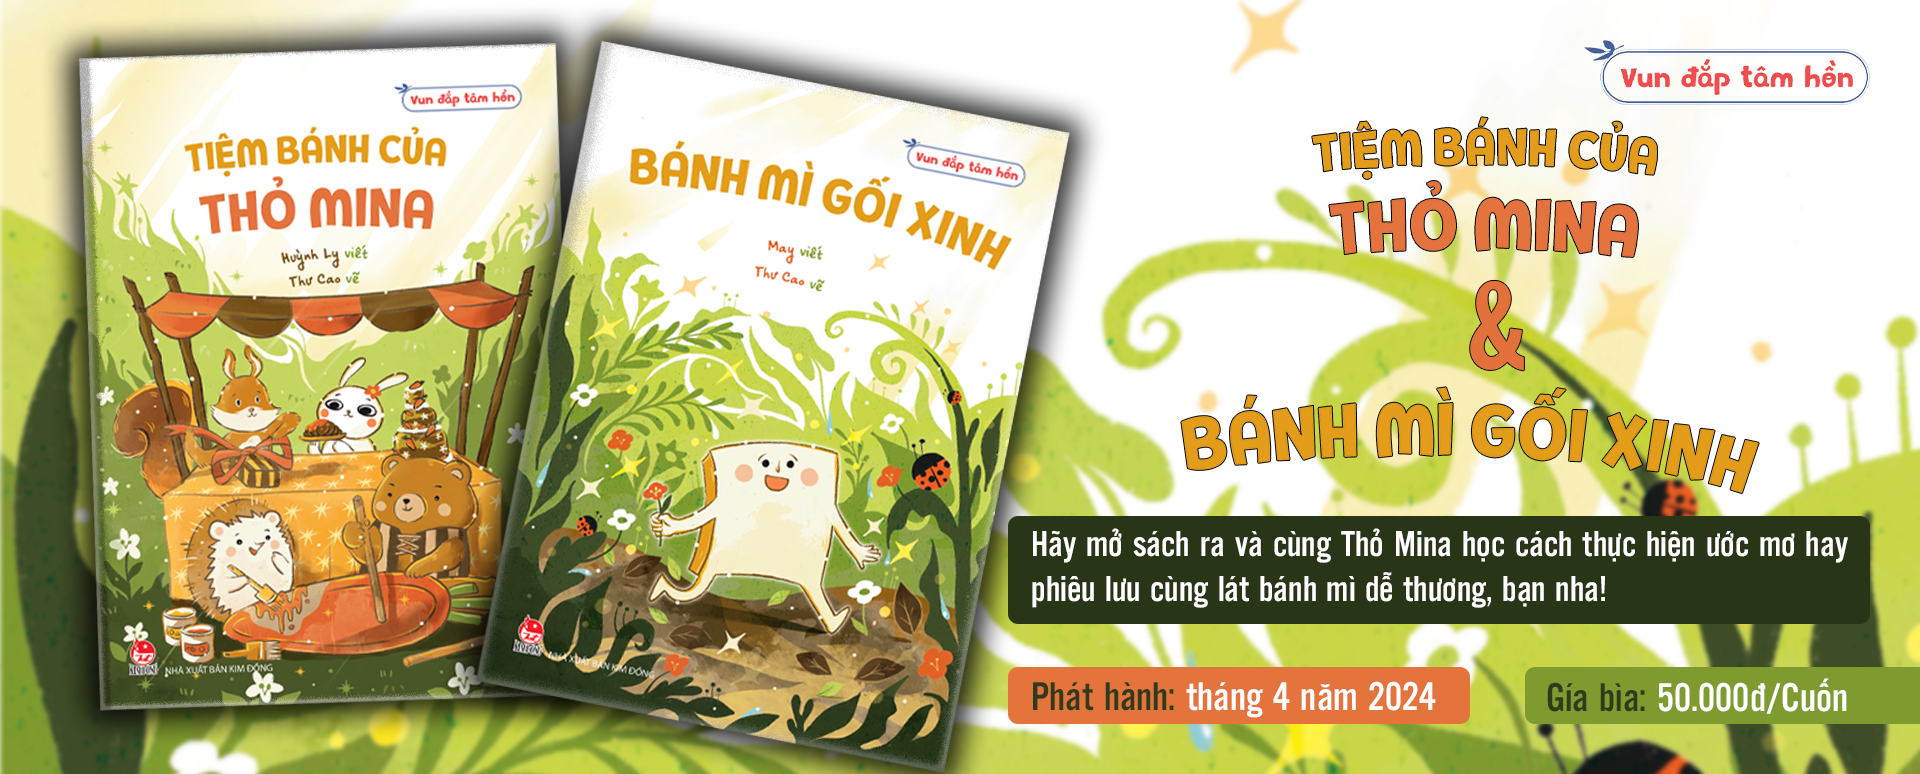 Vun đắp tâm hồn
TIỆM BÁNH CỦA
THỎ MINA
Huỳnh Ly viết
Thư Cao vẽ
KIM ĐỒNG
NHÀ XUẤT BẢN KIM ĐỒNG
Vun đắp tâm hồn
BÁNH MÌ GỐI XINH
May viết
Thư Cao vẽ
KIM ĐỒNG
NHÀ XUẤT BẢN KIM ĐỒNG
Vun đắp tâm hồn
TIỆM BÁNH CỦA
THỎ MINA
&
BÁNH MÌ GỐI XINH
Hãy mở sách ra và cùng Thỏ Mina học cách thực hiện ước mơ hay
phiêu lưu cùng lát bánh mì dễ thương, bạn nha!
Phát hành: tháng 4 năm 2024
Gía bìa: 50.000đ/Cuốn